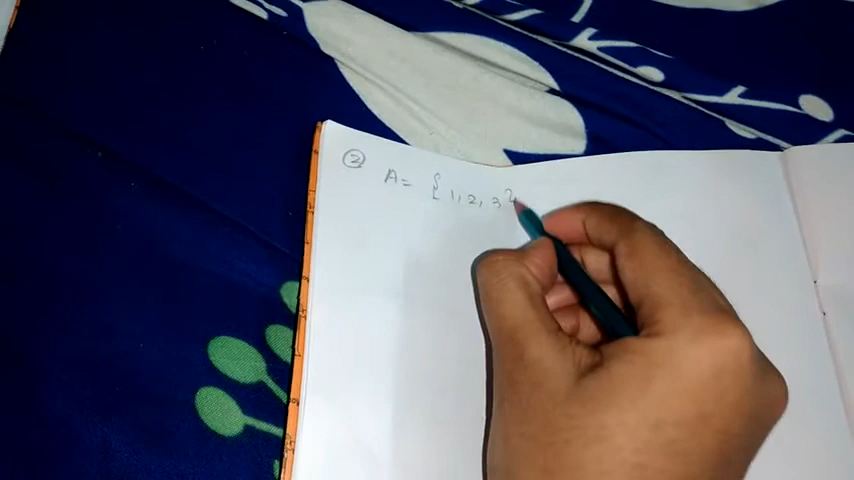 ② A = {1, 2, 3}